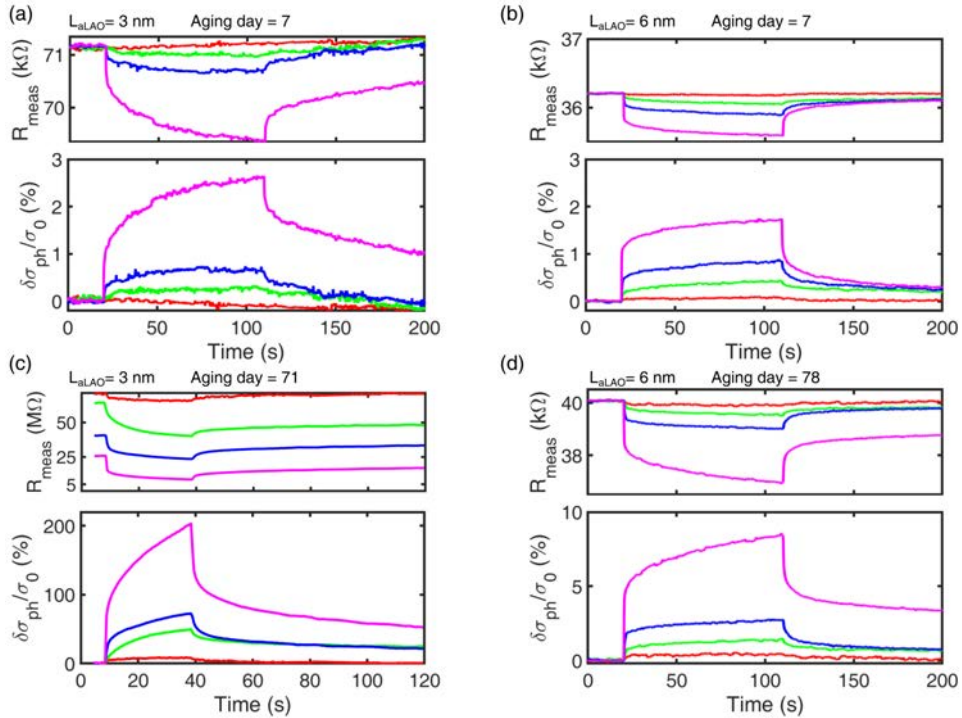 (a)
L_aLAO= 3 nm Aging day = 7
R_meas (kΩ)
71
70
δσ_ph/σ_0 (%)
3
2
1
0
0 50 100 150 200
Time (s)
(b)
L_aLAO= 6 nm Aging day = 7
R_meas (kΩ)
37
36
δσ_ph/σ_0 (%)
3
2
1
0
0 50 100 150 200
Time (s)
(c)
L_aLAO= 3 nm Aging day = 71
R_meas (MΩ)
50
25
5
δσ_ph/σ_0 (%)
200
100
0
0 20 40 60 80 100 120
Time (s)
(d)
L_aLAO= 6 nm Aging day = 78
R_meas (kΩ)
40
38
δσ_ph/σ_0 (%)
10
5
0
0 50 100 150 200
Time (s)